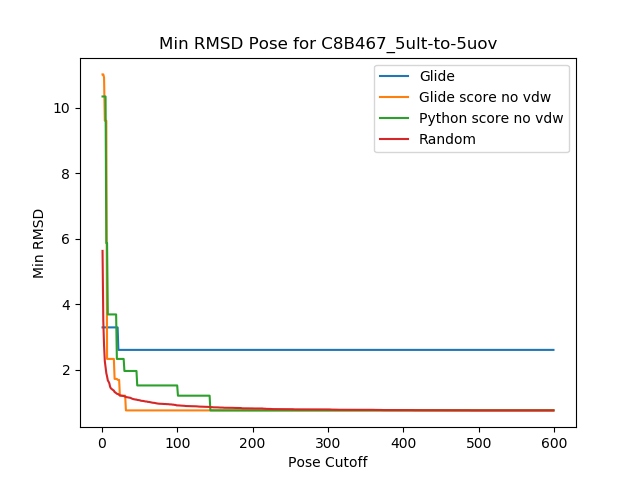 Min RMSD Pose for C8B467_5ult-to-5uov
Glide
Glide score no vdw
Python score no vdw
Random
10
8
6
4
2
Min RMSD
0 100 200 300 400 500 600
Pose Cutoff